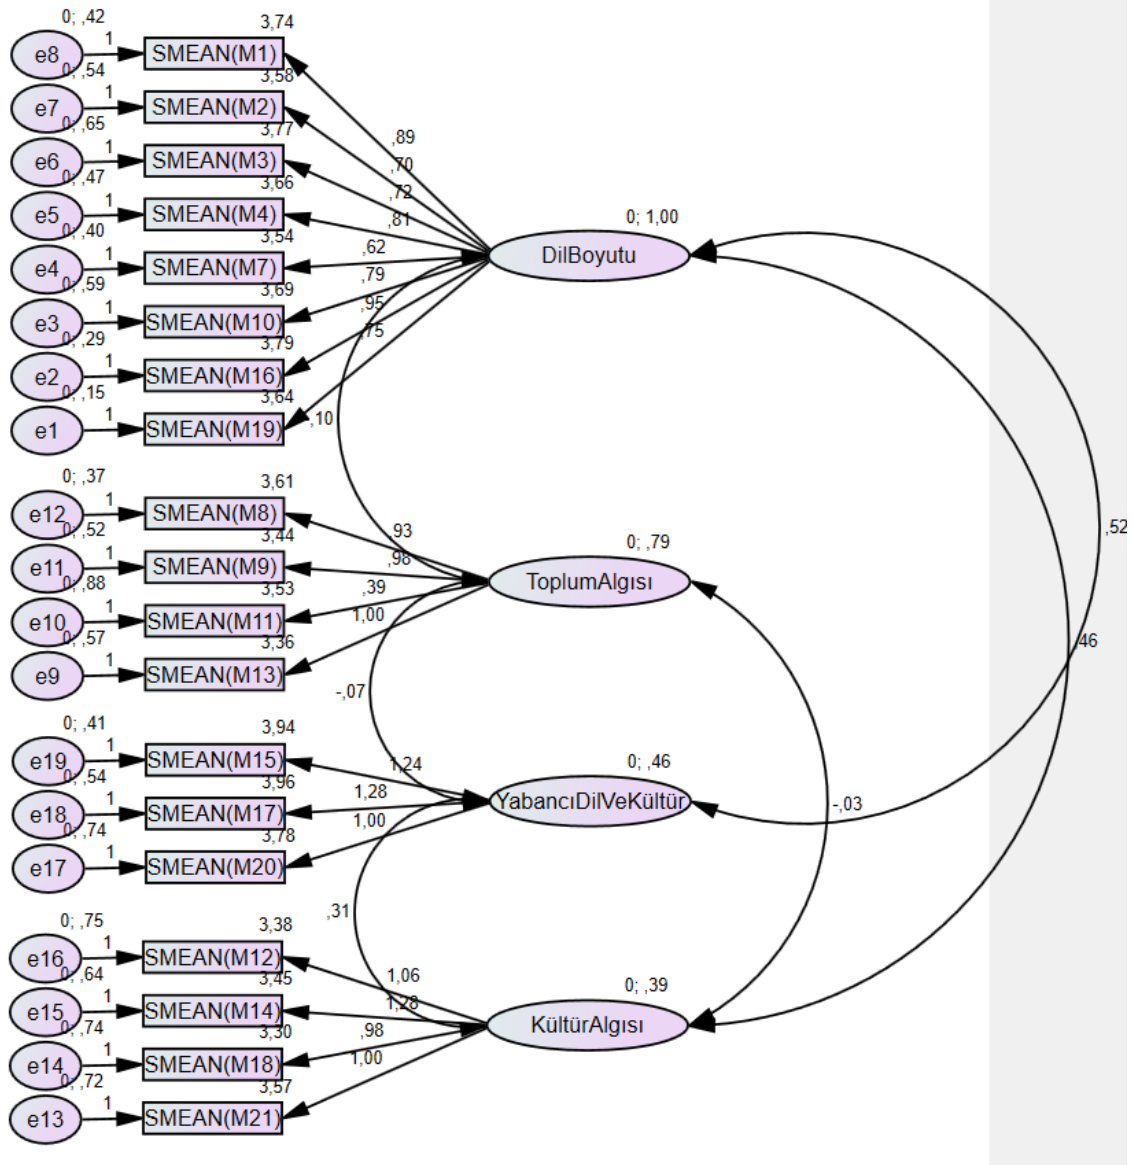 0; ,42
3,74
e8
1
SMEAN(M1)
0; ,54
3,58
e7
1
SMEAN(M2)
0; ,65
3,77
e6
1
SMEAN(M3)
0; ,47
3,66
e5
1
SMEAN(M4)
0; ,40
3,54
e4
1
SMEAN(M7)
0; ,59
3,69
e3
1
SMEAN(M10)
0; ,29
3,79
e2
1
SMEAN(M16)
0; ,15
3,64
e1
1
SMEAN(M19)
,89
,70
,72
,81
,62
,79
,95
,75
0; 1,00
DilBoyutu
-,10
0; ,37
3,61
e12
1
SMEAN(M8)
0; ,52
3,44
e11
1
SMEAN(M9)
0; ,88
3,53
e10
1
SMEAN(M11)
0; ,57
3,36
e9
1
SMEAN(M13)
,93
,98
,39
1,00
0; ,79
ToplumAlgısı
,52
,46
-,07
0; ,41
3,94
e19
1
SMEAN(M15)
0; ,54
3,96
e18
1
SMEAN(M17)
0; ,74
3,78
e17
1
SMEAN(M20)
1,24
1,28
1,00
0; ,46
YabancıDilVeKültür
-,03
,31
0; ,75
3,38
e16
1
SMEAN(M12)
0; ,64
3,45
e15
1
SMEAN(M14)
0; ,74
3,30
e14
1
SMEAN(M18)
0; ,72
3,57
e13
1
SMEAN(M21)
1,06
1,28
,98
1,00
0; ,39
KültürAlgısı